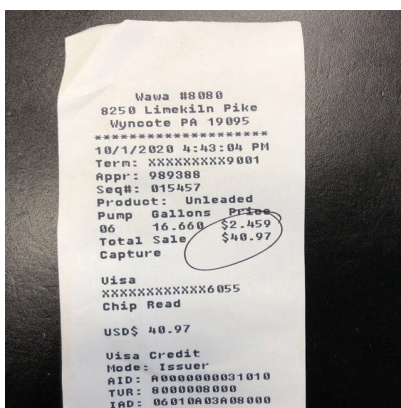 Wawa #8080
8250 Limekiln Pike
Wyncote PA 19095
********************
10/1/2020 4:43:04 PM
Term: XXXXXXXXX9001
Appr: 989388
Seq#: 015457
Product: Unleaded
Pump Gallons Price
06 16.660 $2.459
Total Sale $40.97
Capture
Visa
XXXXXXXXXXXX6055
Chip Read
USD$ 40.97
Visa Credit
Mode: Issuer
AID: A0000000031010
TVR: 8000008000
IAD: 06010A03A08000